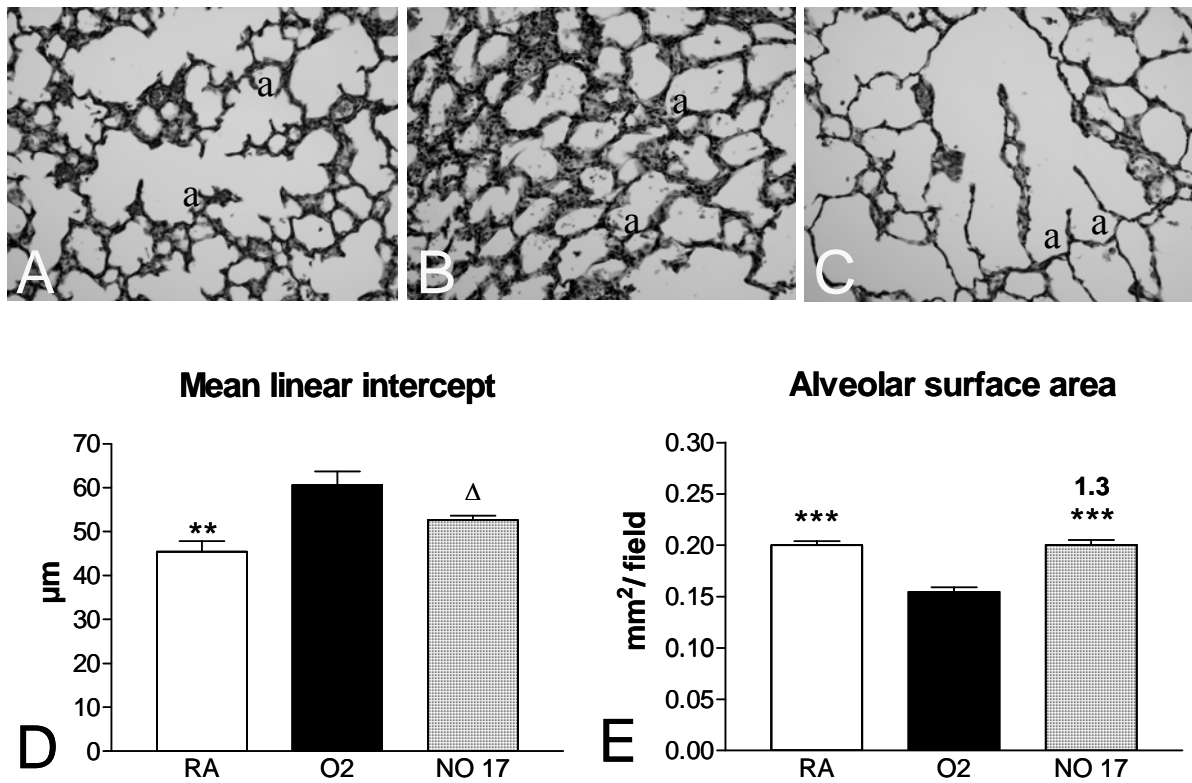 a
a
A
a
a
B
a
a
C
Mean linear intercept
70
60
50
40
30
20
10
0
µm
**
Δ
RA
O2
NO 17
D
Alveolar surface area
0.30
0.25
0.20
0.15
0.10
0.05
0.00
mm²/field
***
1.3
***
RA
O2
NO 17
E